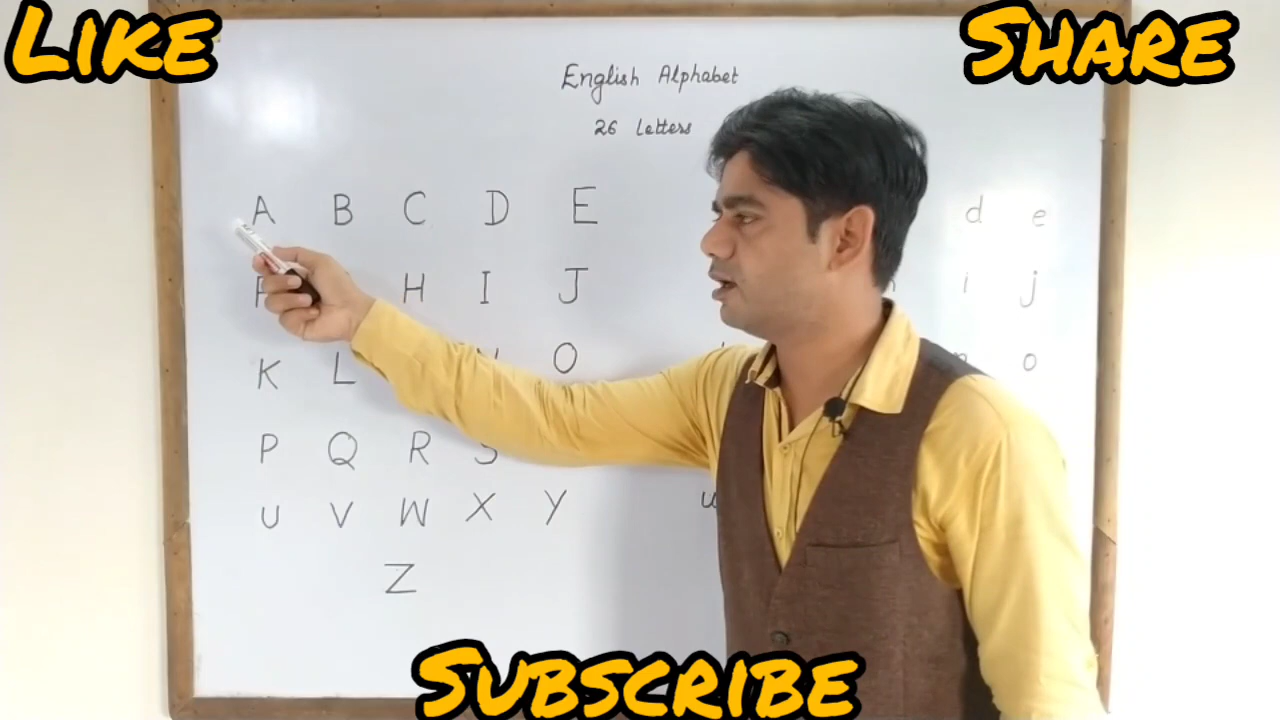 LIKE
SHARE
English Alphabet
26 Letters
A B C D E
d e
H I J
i j
K L O
o
P Q R S
U V W X Y
u
Z
SUBSCRIBE